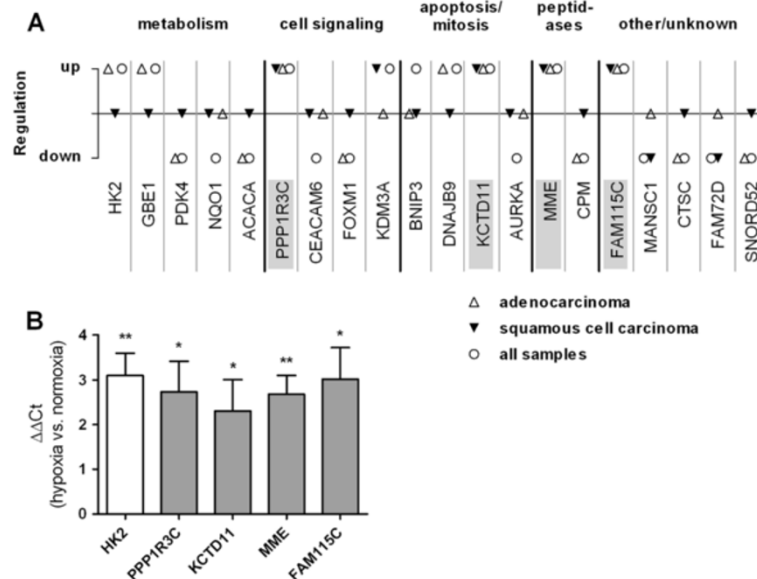 A
metabolism
cell signaling
apoptosis/
mitosis
peptid-
ases
other/unknown
Regulation
up
down
HK2
GBE1
PDK4
NQO1
ACACA
PPP1R3C
CEACAM6
FOXM1
KDM3A
BNIP3
DNAJB9
KCTD11
AURKA
MME
CPM
FAM115C
MANSC1
CTSC
FAM72D
SNORD52
△ adenocarcinoma
▼ squamous cell carcinoma
○ all samples
B
ΔΔCt
(hypoxia vs. normoxia)
4
3
2
1
0
**
*
*
**
*
HK2
PPP1R3C
KCTD11
MME
FAM115C